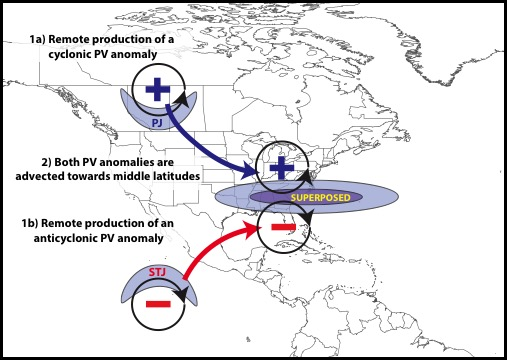 1a) Remote production of a
cyclonic PV anomaly
+
PJ
2) Both PV anomalies are
advected towards middle latitudes
+
SUPERPOSED
1b) Remote production of an
anticyclonic PV anomaly
−
STJ
−